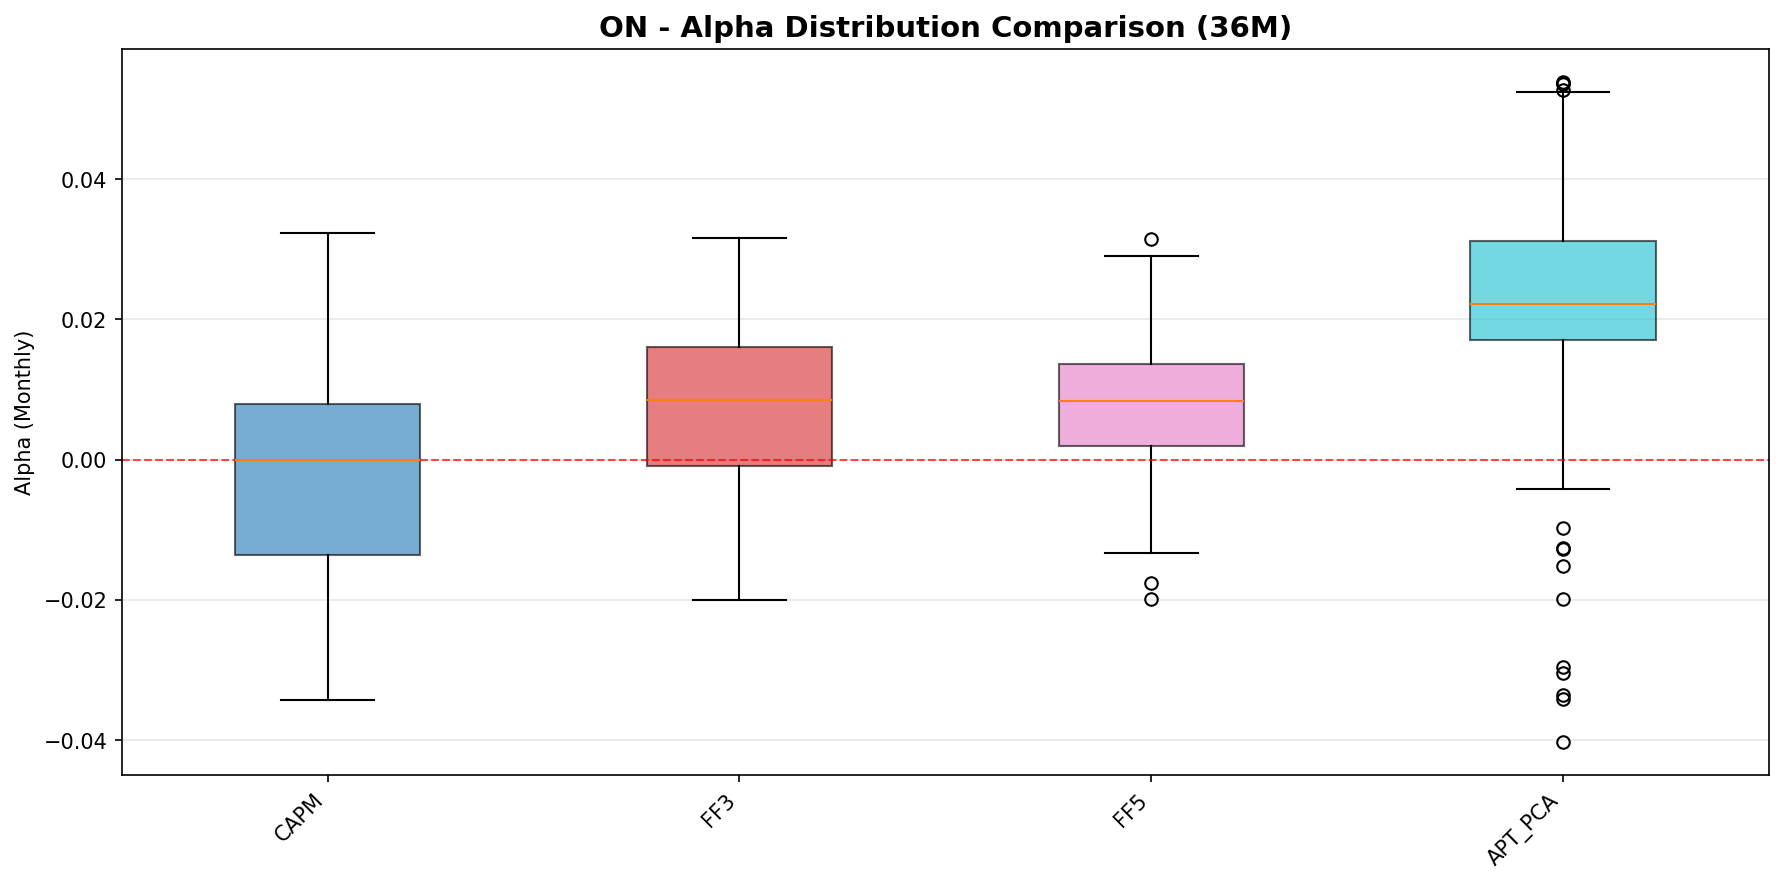 ON - Alpha Distribution Comparison (36M)
Alpha (Monthly)
0.04
0.02
0.00
−0.02
−0.04
CAPM
FF3
FF5
APT_PCA